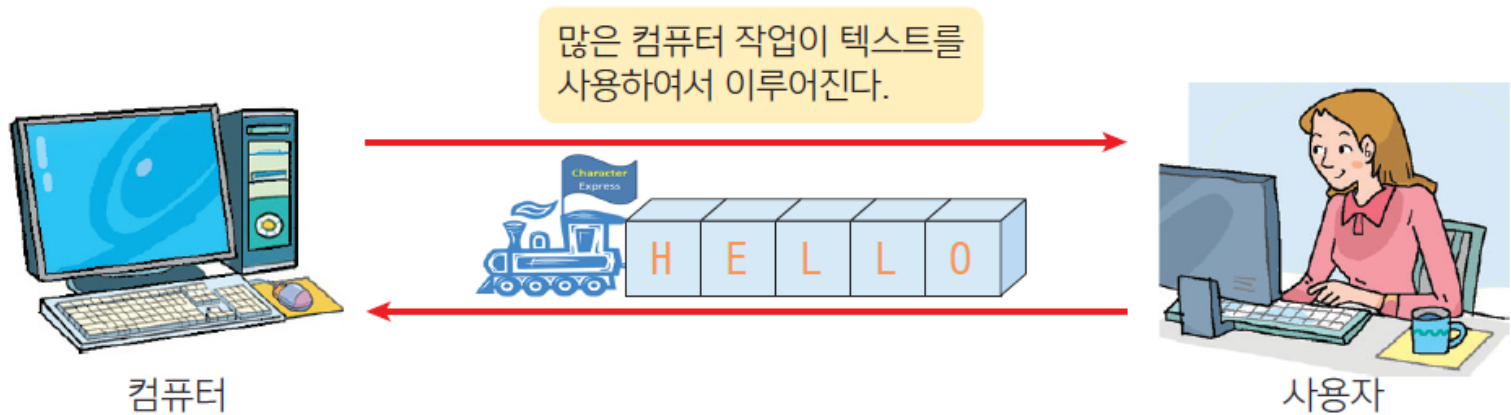 많은 컴퓨터 작업이 텍스트를
사용하여서 이루어진다.
Character
Express
H E L L O
컴퓨터
사용자